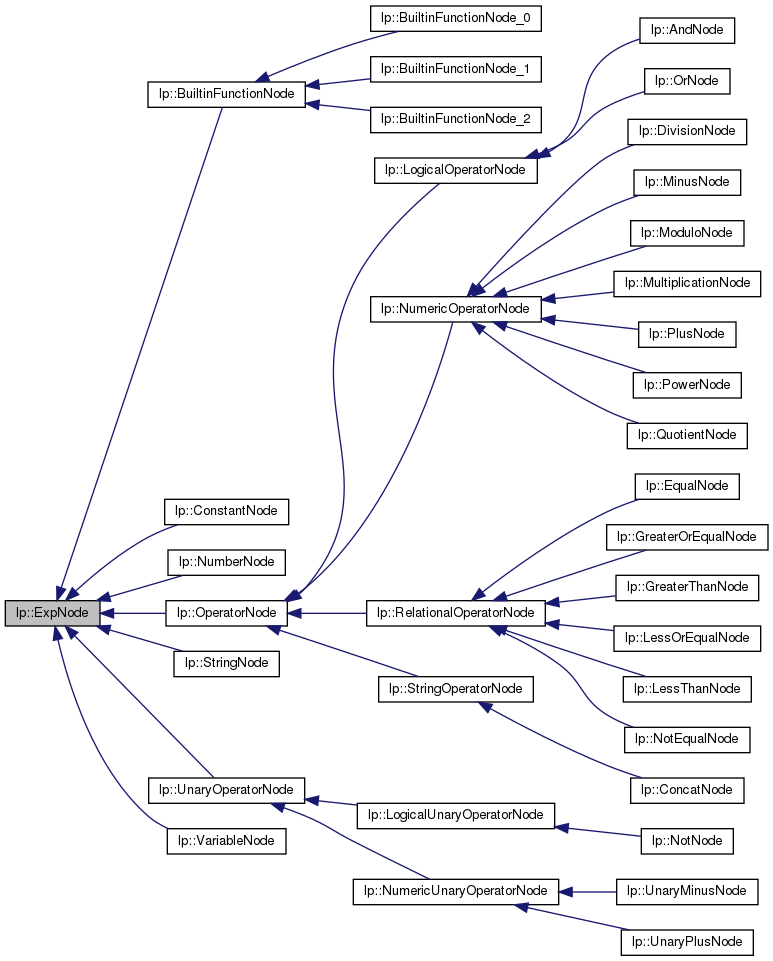 lp::BuiltinFunctionNode_0
lp::AndNode
lp::BuiltinFunctionNode_1
lp::OrNode
lp::BuiltinFunctionNode
lp::BuiltinFunctionNode_2
lp::DivisionNode
lp::LogicalOperatorNode
lp::MinusNode
lp::ModuloNode
lp::MultiplicationNode
lp::NumericOperatorNode
lp::PlusNode
lp::PowerNode
lp::QuotientNode
lp::EqualNode
lp::ConstantNode
lp::GreaterOrEqualNode
lp::NumberNode
lp::GreaterThanNode
lp::ExpNode
lp::OperatorNode
lp::RelationalOperatorNode
lp::LessOrEqualNode
lp::StringNode
lp::StringOperatorNode
lp::LessThanNode
lp::NotEqualNode
lp::UnaryOperatorNode
lp::ConcatNode
lp::LogicalUnaryOperatorNode
lp::VariableNode
lp::NotNode
lp::NumericUnaryOperatorNode
lp::UnaryMinusNode
lp::UnaryPlusNode